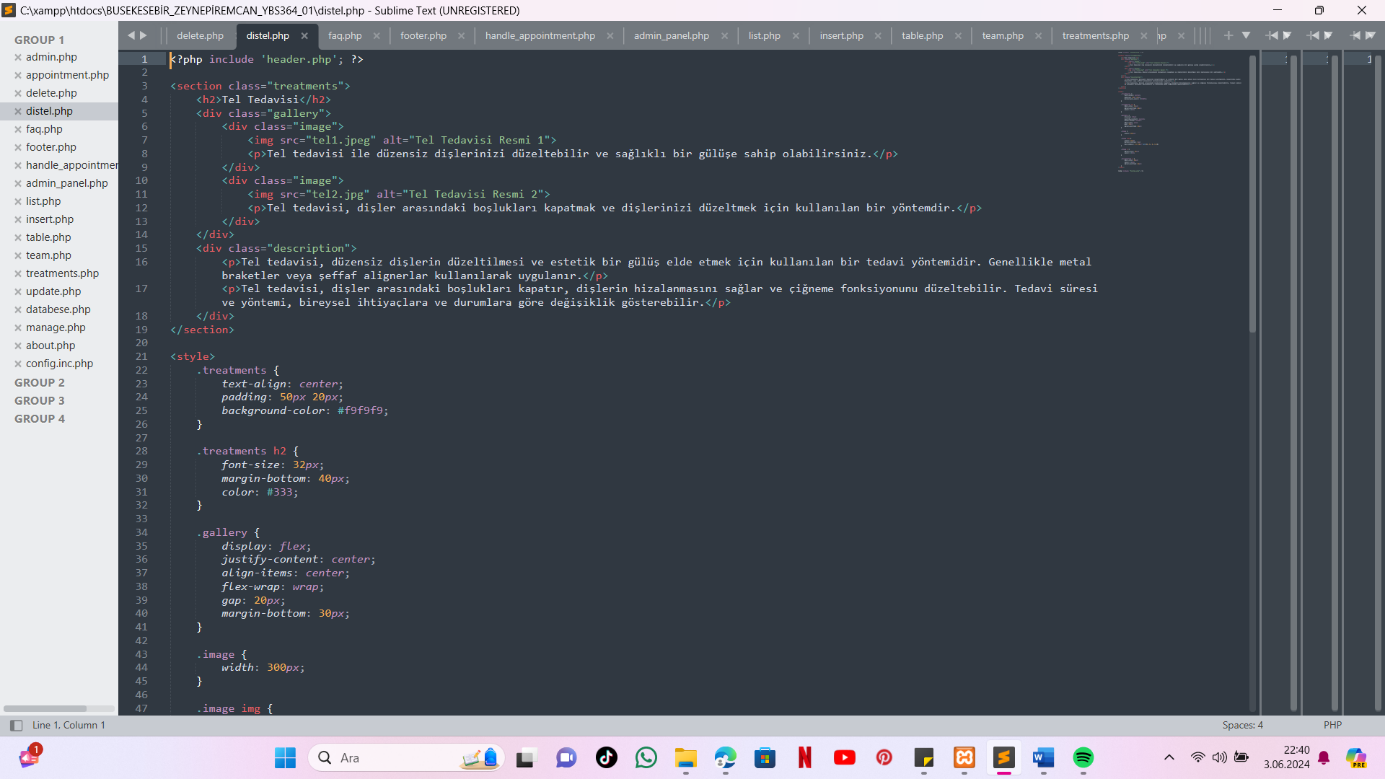 C:\xampp\htdocs\BUSEKESEBİR_ZEYNEPİREMCAN_YBS364_01\distel.php - Sublime Text (UNREGISTERED)
GROUP 1
admin.php
appointment.php
delete.php
distel.php
faq.php
footer.php
handle_appointmen
admin_panel.php
list.php
insert.php
table.php
team.php
treatments.php
update.php
databese.php
manage.php
about.php
config.inc.php
GROUP 2
GROUP 3
GROUP 4
delete.php distel.php faq.php footer.php handle_appointment.php admin_panel.php list.php insert.php table.php team.php treatments.php
1 <?php include 'header.php'; ?>
2
3 <section class="treatments">
4 <h2>Tel Tedavisi</h2>
5 <div class="gallery">
6 <div class="image">
7 <img src="tel1.jpeg" alt="Tel Tedavisi Resmi 1">
8 <p>Tel tedavisi ile düzensiz dişlerinizi düzeltebilir ve sağlıklı bir gülüşe sahip olabilirsiniz.</p>
9 </div>
10 <div class="image">
11 <img src="tel2.jpg" alt="Tel Tedavisi Resmi 2">
12 <p>Tel tedavisi, dişler arasındaki boşlukları kapatmak ve dişlerinizi düzeltmek için kullanılan bir yöntemdir.</p>
13 </div>
14 </div>
15 <div class="description">
16 <p>Tel tedavisi, düzensiz dişlerin düzeltilmesi ve estetik bir gülüş elde etmek için kullanılan bir tedavi yöntemidir. Genellikle metal
braketler veya şeffaf alignerlar kullanılarak uygulanır.</p>
17 <p>Tel tedavisi, dişler arasındaki boşlukları kapatır, dişlerin hizalanmasını sağlar ve çiğneme fonksiyonunu düzeltebilir. Tedavi süresi
ve yöntemi, bireysel ihtiyaçlara ve durumlara göre değişiklik gösterebilir.</p>
18 </div>
19 </section>
20
21 <style>
22 .treatments {
23 text-align: center;
24 padding: 50px 20px;
25 background-color: #f9f9f9;
26 }
27
28 .treatments h2 {
29 font-size: 32px;
30 margin-bottom: 40px;
31 color: #333;
32 }
33
34 .gallery {
35 display: flex;
36 justify-content: center;
37 align-items: center;
38 flex-wrap: wrap;
39 gap: 20px;
40 margin-bottom: 30px;
41 }
42
43 .image {
44 width: 300px;
45 }
46
47 .image img {
Line 1, Column 1
Spaces: 4
PHP
1
Ara
22:40
3.06.2024
PRE